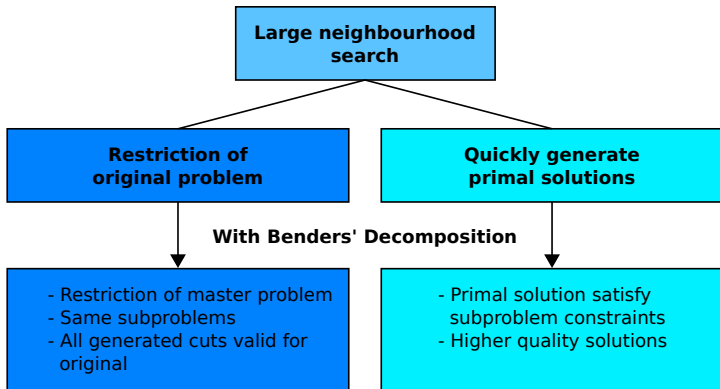 Large neighbourhood
search
Restriction of
original problem
Quickly generate
primal solutions
With Benders' Decomposition
- Restriction of master problem
- Same subproblems
- All generated cuts valid for
original
- Primal solution satisfy
subproblem constraints
- Higher quality solutions